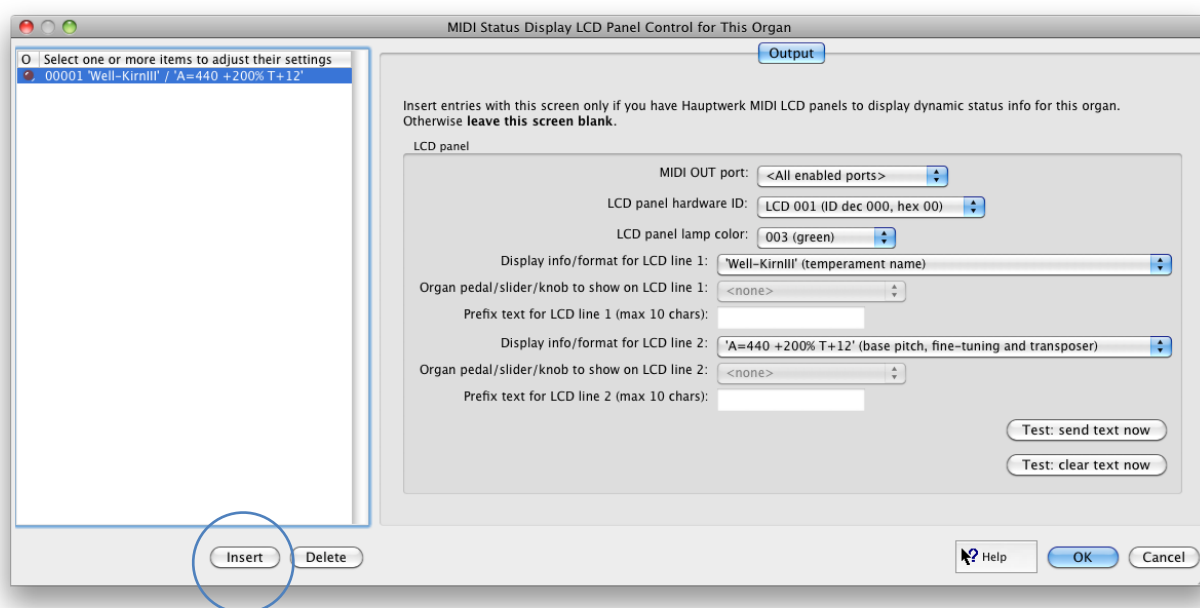 MIDI Status Display LCD Panel Control for This Organ
O Select one or more items to adjust their settings
00001 'Well-KirnIII' / 'A=440 +200% T+12'
Output
Insert entries with this screen only if you have Hauptwerk MIDI LCD panels to display dynamic status info for this organ.
Otherwise leave this screen blank.
LCD panel
MIDI OUT port: <All enabled ports>
LCD panel hardware ID: LCD 001 (ID dec 000, hex 00)
LCD panel lamp color: 003 (green)
Display info/format for LCD line 1: 'Well-KirnIII' (temperament name)
Organ pedal/slider/knob to show on LCD line 1: <none>
Prefix text for LCD line 1 (max 10 chars):
Display info/format for LCD line 2: 'A=440 +200% T+12' (base pitch, fine-tuning and transposer)
Organ pedal/slider/knob to show on LCD line 2: <none>
Prefix text for LCD line 2 (max 10 chars):
Test: send text now
Test: clear text now
Insert Delete ? Help OK Cancel